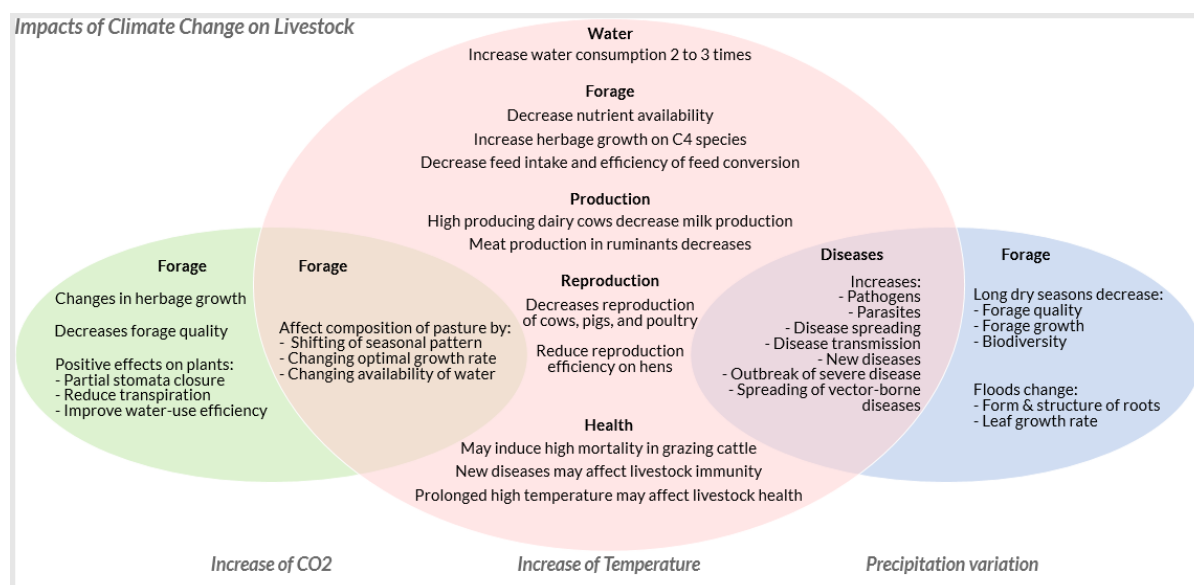 Impacts of Climate Change on Livestock
Water
Increase water consumption 2 to 3 times
Forage
Decrease nutrient availability
Increase herbage growth on C4 species
Decrease feed intake and efficiency of feed conversion
Production
High producing dairy cows decrease milk production
Meat production in ruminants decreases
Reproduction
Decreases reproduction
of cows, pigs, and poultry
Reduce reproduction
efficiency on hens
Health
May induce high mortality in grazing cattle
New diseases may affect livestock immunity
Prolonged high temperature may affect livestock health
Forage
Changes in herbage growth
Decreases forage quality
Positive effects on plants:
- Partial stomata closure
- Reduce transpiration
- Improve water-use efficiency
Forage
Affect composition of pasture by:
- Shifting of seasonal pattern
- Changing optimal growth rate
- Changing availability of water
Diseases
Increases:
- Pathogens
- Parasites
- Disease spreading
- Disease transmission
- New diseases
- Outbreak of severe disease
- Spreading of vector-borne
diseases
Forage
Long dry seasons decrease:
- Forage quality
- Forage growth
- Biodiversity
Floods change:
- Form & structure of roots
- Leaf growth rate
Increase of CO2
Increase of Temperature
Precipitation variation